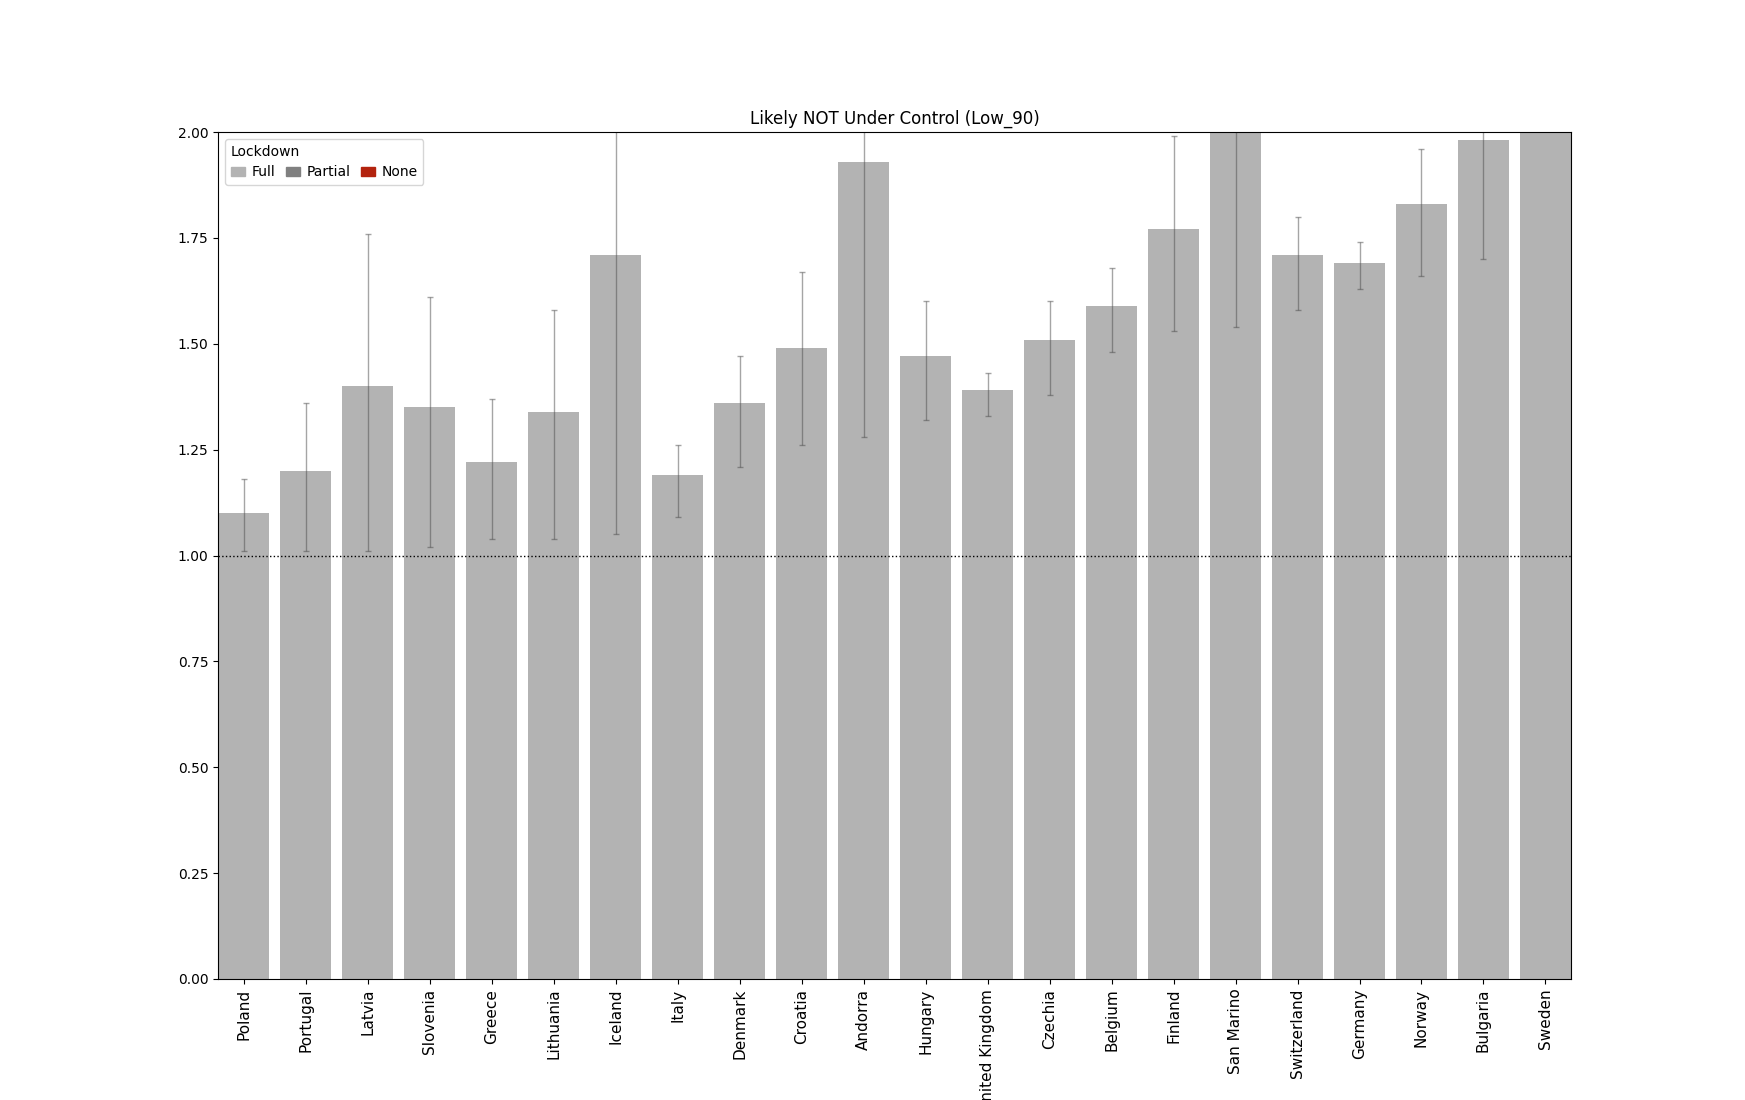 Likely NOT Under Control (Low_90)
Lockdown
Full Partial None
2.00
1.75
1.50
1.25
1.00
0.75
0.50
0.25
0.00
Poland
Portugal
Latvia
Slovenia
Greece
Lithuania
Iceland
Italy
Denmark
Croatia
Andorra
Hungary
nited Kingdom
Czechia
Belgium
Finland
San Marino
Switzerland
Germany
Norway
Bulgaria
Sweden